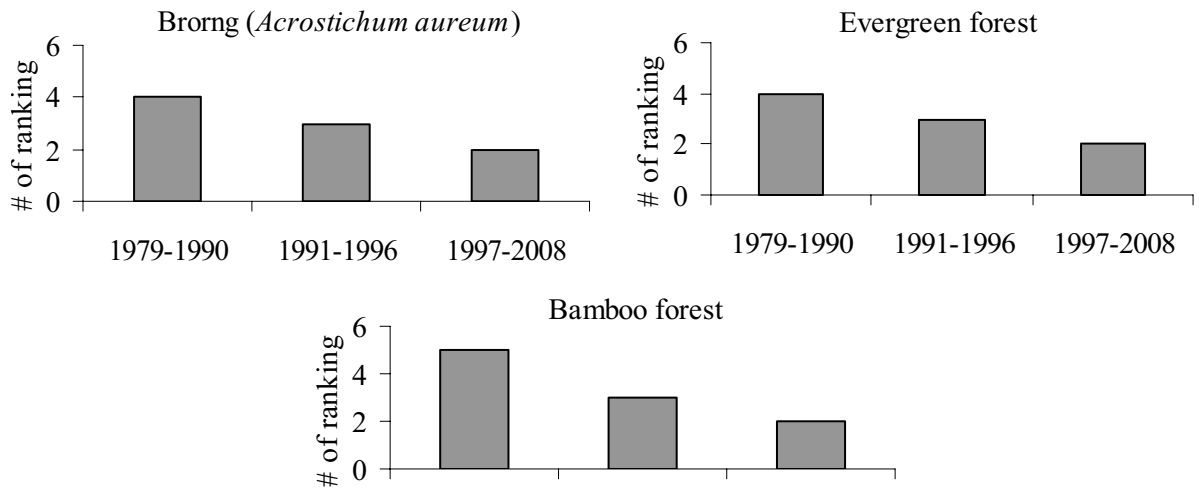 Brorng (Acrostichum aureum)
# of ranking
6
4
2
0
1979-1990 1991-1996 1997-2008
Evergreen forest
# of ranking
6
4
2
0
1979-1990 1991-1996 1997-2008
Bamboo forest
# of ranking
6
4
2
0